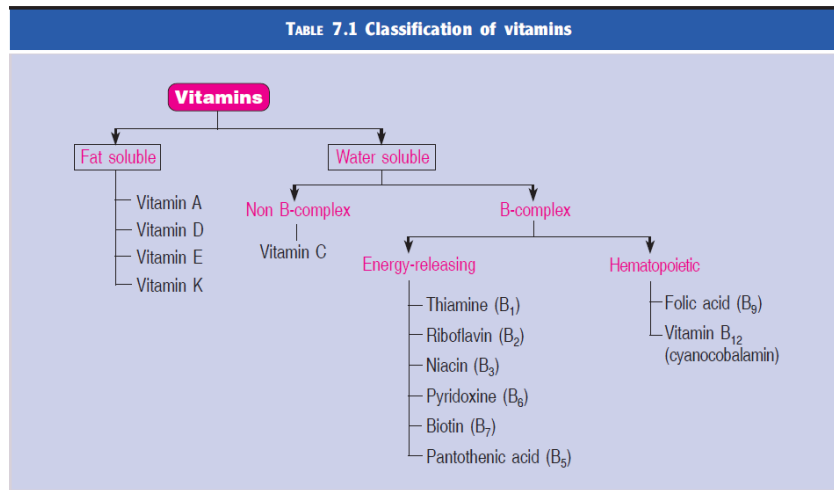 TABLE 7.1 Classification of vitamins
Vitamins
Fat soluble
Vitamin A
Vitamin D
Vitamin E
Vitamin K
Water soluble
Non B-complex
Vitamin C
B-complex
Energy-releasing
Thiamine (B₁)
Riboflavin (B₂)
Niacin (B₃)
Pyridoxine (B₆)
Biotin (B₇)
Pantothenic acid (B₅)
Hematopoietic
Folic acid (B₉)
Vitamin B₁₂
(cyanocobalamin)